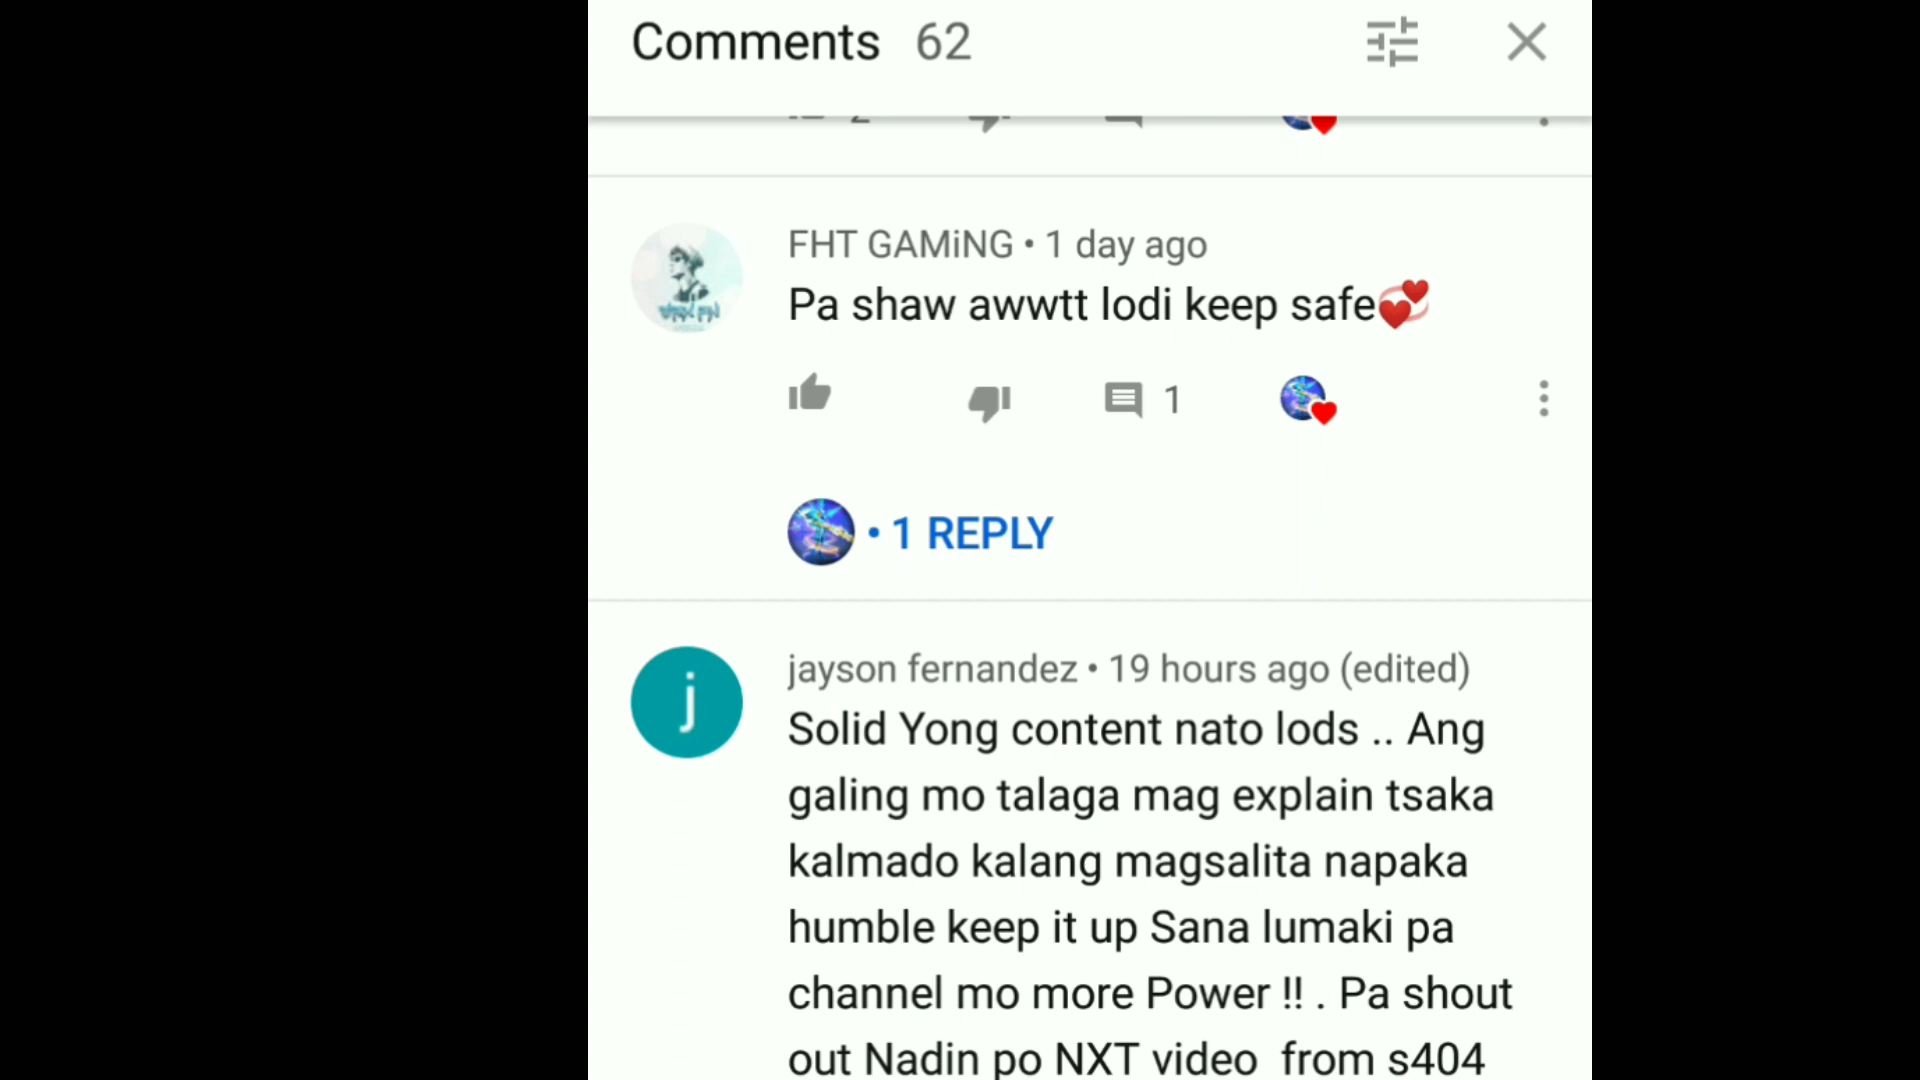 Comments 62
2
FHT GAMiNG • 1 day ago
Pa shaw awwtt lodi keep safe💞
1
• 1 REPLY
j
jayson fernandez • 19 hours ago (edited)
Solid Yong content nato lods .. Ang
galing mo talaga mag explain tsaka
kalmado kalang magsalita napaka
humble keep it up Sana lumaki pa
channel mo more Power !! . Pa shout
out Nadin po NXT video from s404